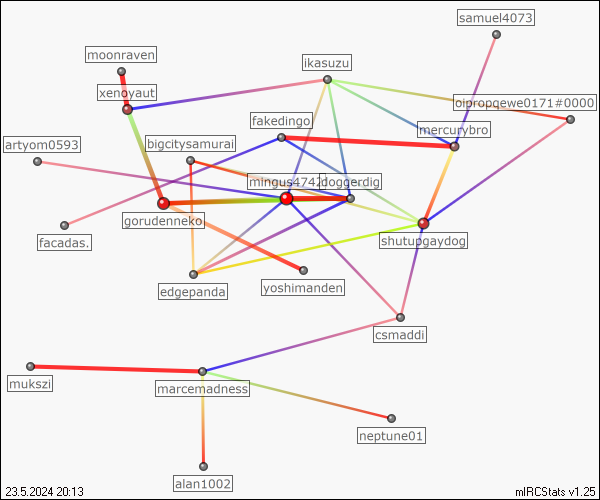 samuel4073
moonraven
ikasuzu
xenoyaut
oipropqewe0171#0000
fakedingo
mercurybro
artyom0593
bigcitysamurai
mingus4742
doggerdig
gorudenneko
facadas.
shutupgaydog
edgepanda
yoshimanden
csmaddi
mukszi
marcemadness
neptune01
alan1002
23.5.2024 20:13
mIRCStats v1.25